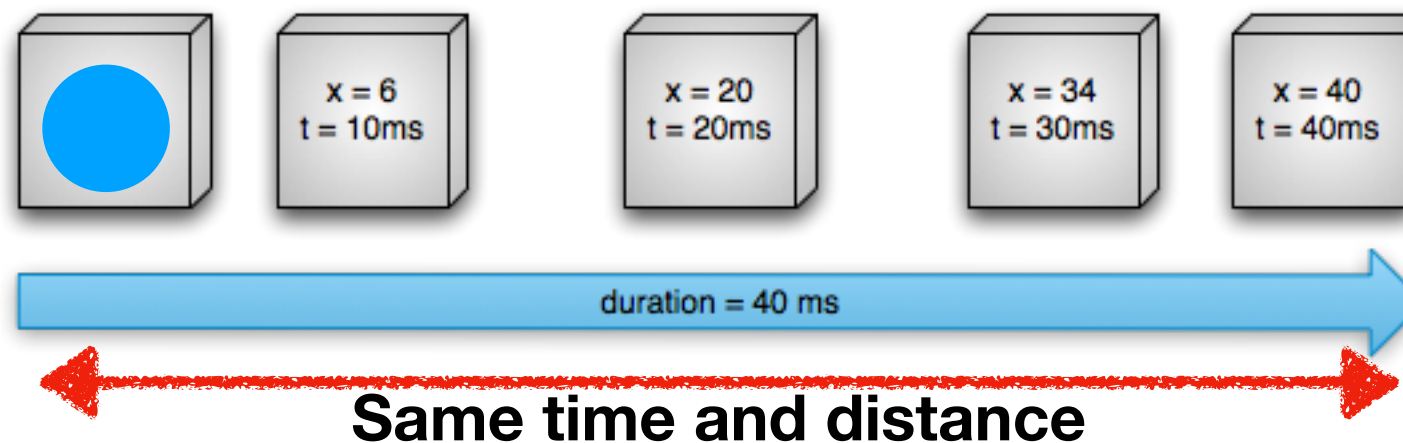 x = 6
t = 10ms
x = 20
t = 20ms
x = 34
t = 30ms
x = 40
t = 40ms
duration = 40 ms
Same time and distance